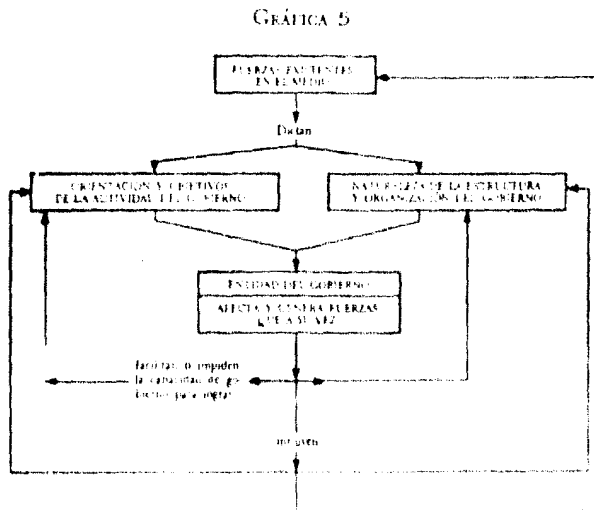 GRÁFICA 5
FUERZAS EXISTENTES
EN EL MEDIO
Dictan
ORIENTACIÓN Y OBJETIVOS
DE LA ACTIVIDAD DEL GOBIERNO
NATURALEZA DE LA ESTRUCTURA
Y ORGANIZACIÓN DEL GOBIERNO
ENTIDAD DEL GOBIERNO
AFECTA Y GENERA FUERZAS
QUE A SU VEZ
facilitan o impiden
la capacidad de go-
bierno para lograr
influyen